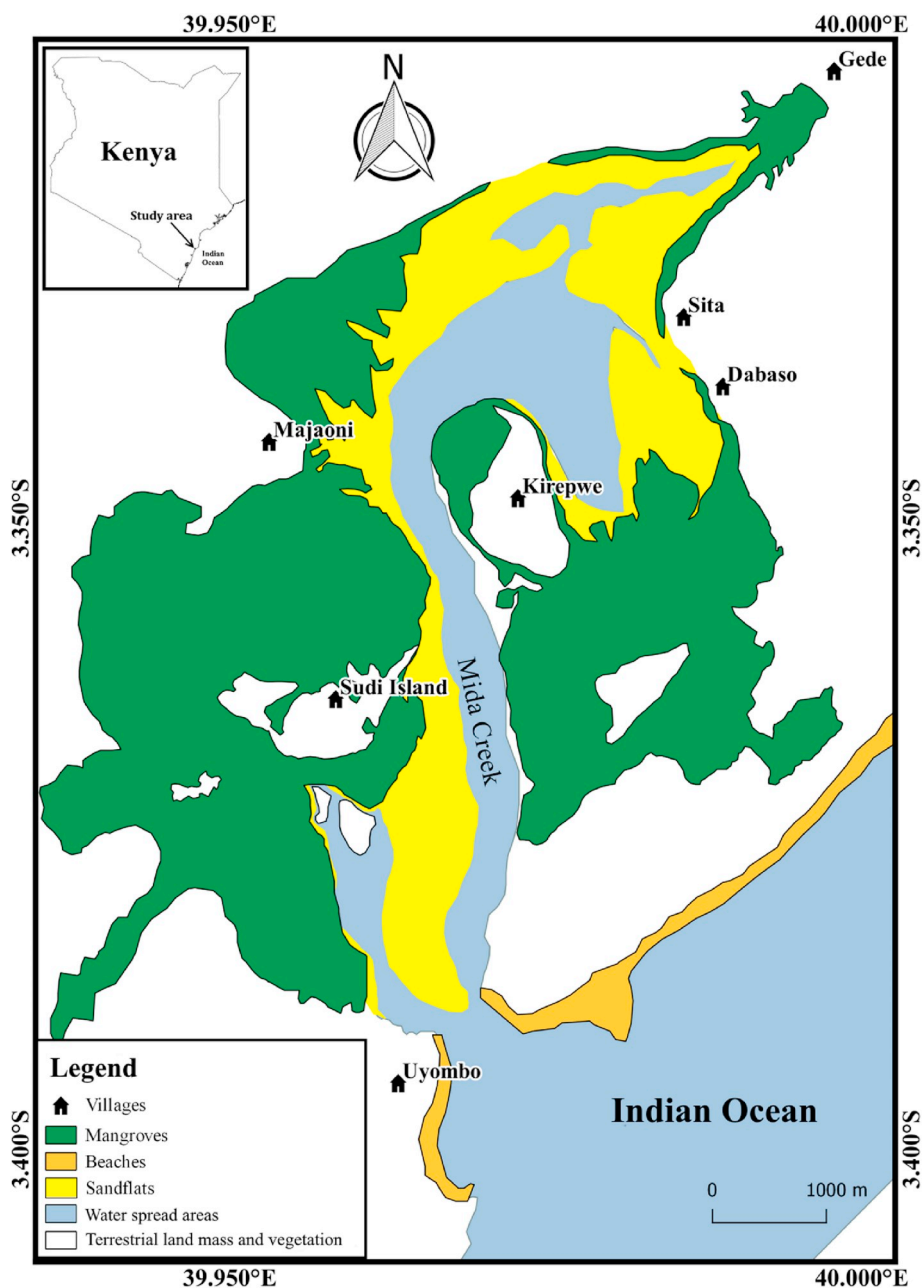 39.950°E
40.000°E
Kenya
Study area
Indian
Ocean
N
Gede
Sita
Dabaso
Majaoni
Kirepwe
3.350°S
3.350°S
Sudi Island
Mida Creek
Uyombo
Indian Ocean
Legend
Villages
Mangroves
Beaches
Sandflats
Water spread areas
Terrestrial land mass and vegetation
0 1000 m
3.400°S
3.400°S
39.950°E
40.000°E